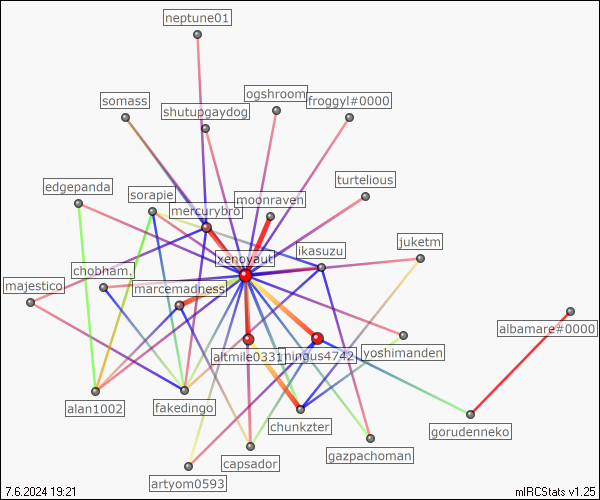 neptune01
somass
ogshroom
froggyl#0000
shutupgaydog
turtelious
edgepanda
sorapie
moonraven
mercurybro
juketm
ikasuzu
xenoyaut
chobham.
majestico
marcemadness
albamare#0000
altmile0331
mingus4742
yoshimanden
alan1002
fakedingo
chunkzter
gorudenneko
gazpachoman
capsador
artyom0593
7.6.2024 19:21
mIRCStats v1.25